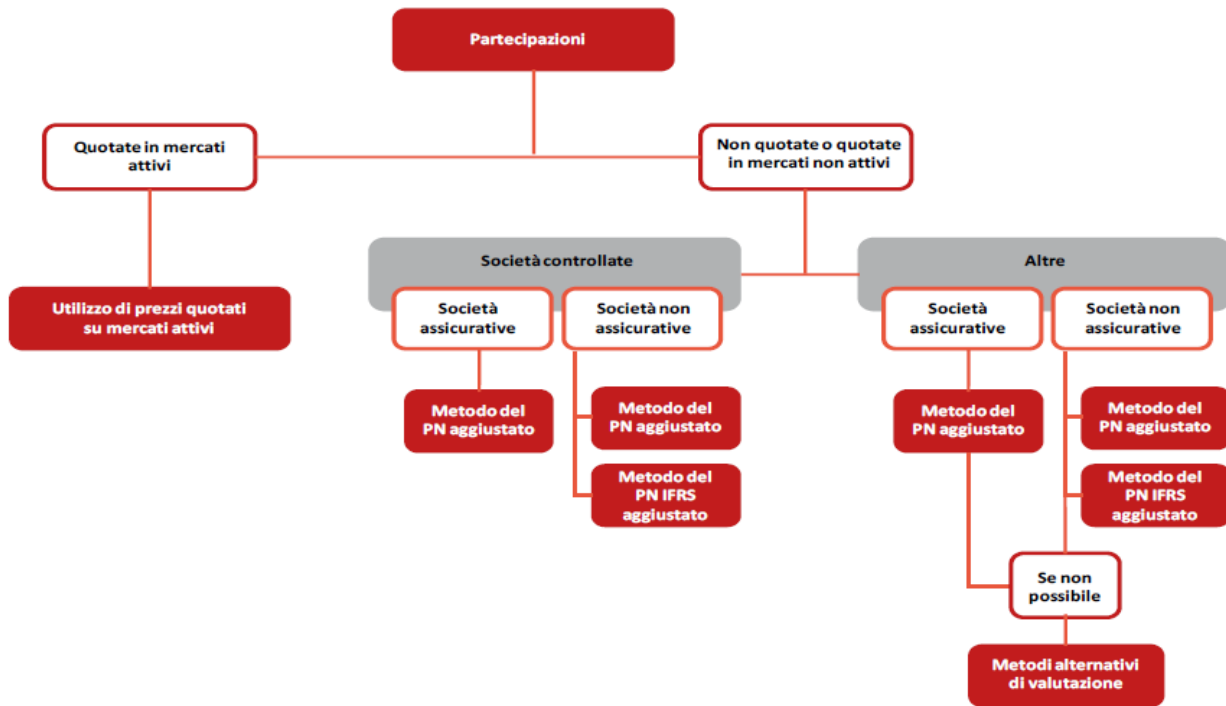 Partecipazioni
Quotate in mercati
attivi
Non quotate o quotate
in mercati non attivi
Utilizzo di prezzi quotati
su mercati attivi
Società controllate
Società
assicurative
Società non
assicurative
Metodo del
PN aggiustato
Metodo del
PN aggiustato
Metodo del
PN IFRS
aggiustato
Altre
Società
assicurative
Società non
assicurative
Metodo del
PN aggiustato
Metodo del
PN aggiustato
Metodo del
PN IFRS
aggiustato
Se non
possibile
Metodi alternativi
di valutazione